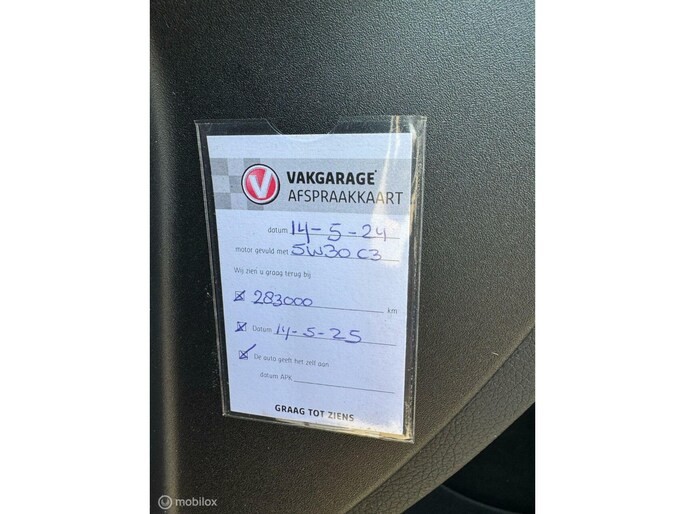 V VAKGARAGE
AFSPRAAKKAART
datum 14-5-24
motor gevuld met 5W30 C3
Wij zien u graag terug bij
283000 km
Datum 14-5-25
De auto geeft het zelf aan
datum APK
GRAAG TOT ZIENS
mobilox